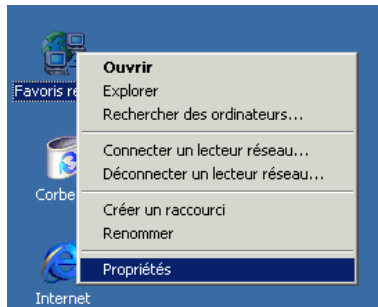 Ouvrir
Favoris re
Explorer
Rechercher des ordinateurs...
Connecter un lecteur réseau...
Déconnecter un lecteur réseau...
Corbe
Créer un raccourci
Renommer
Propriétés
Internet